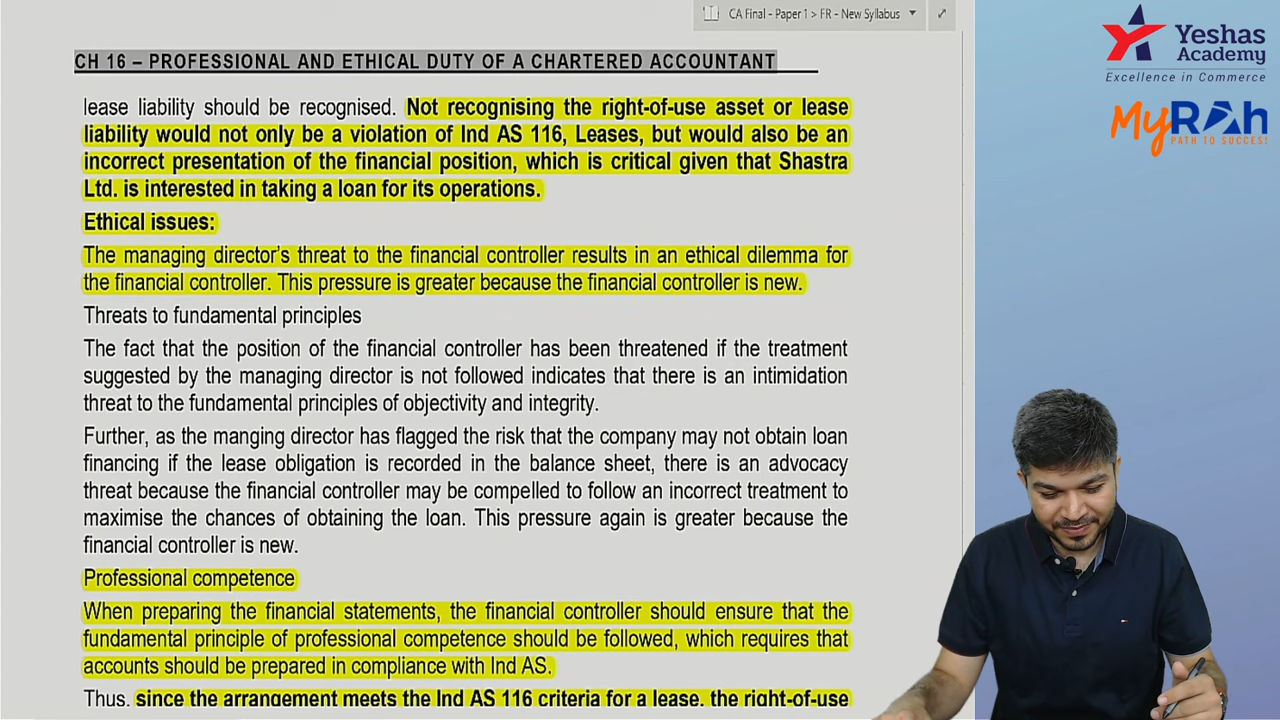 CA Final - Paper 1 > FR - New Syllabus
Yeshas
Academy
Excellence in Commerce
MyRAh
PATH TO SUCCESS
CH 16 – PROFESSIONAL AND ETHICAL DUTY OF A CHARTERED ACCOUNTANT
lease liability should be recognised. Not recognising the right-of-use asset or lease
liability would not only be a violation of Ind AS 116, Leases, but would also be an
incorrect presentation of the financial position, which is critical given that Shastra
Ltd. is interested in taking a loan for its operations.
Ethical issues:
The managing director's threat to the financial controller results in an ethical dilemma for
the financial controller. This pressure is greater because the financial controller is new.
Threats to fundamental principles
The fact that the position of the financial controller has been threatened if the treatment
suggested by the managing director is not followed indicates that there is an intimidation
threat to the fundamental principles of objectivity and integrity.
Further, as the manging director has flagged the risk that the company may not obtain loan
financing if the lease obligation is recorded in the balance sheet, there is an advocacy
threat because the financial controller may be compelled to follow an incorrect treatment to
maximise the chances of obtaining the loan. This pressure again is greater because the
financial controller is new.
Professional competence
When preparing the financial statements, the financial controller should ensure that the
fundamental principle of professional competence should be followed, which requires that
accounts should be prepared in compliance with Ind AS.
Thus, since the arrangement meets the Ind AS 116 criteria for a lease, the right-of-use